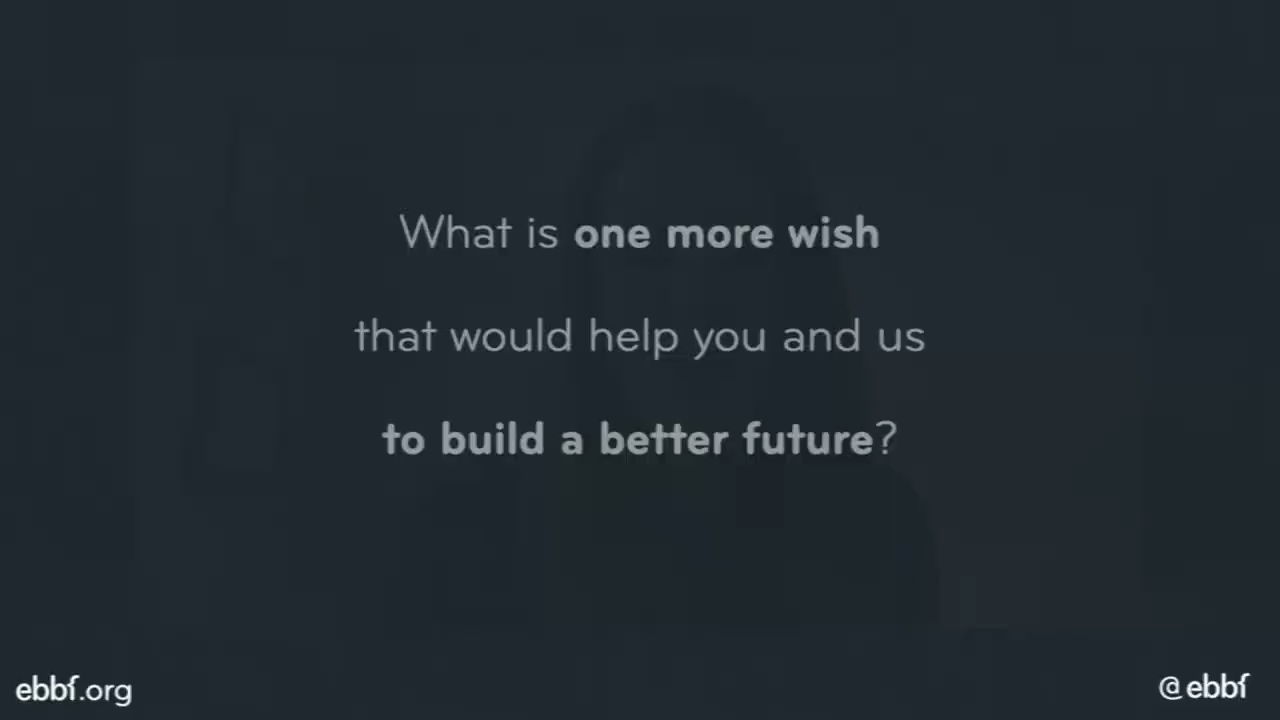 What is one more wish
that would help you and us
to build a better future?
ebbf.org
@ebbf